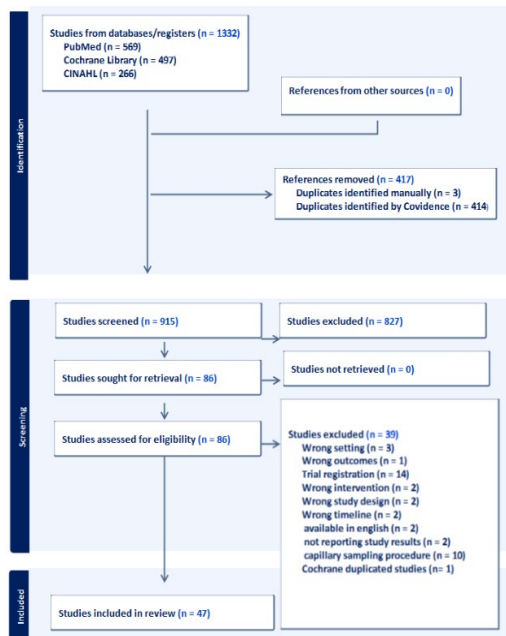 Identification
Studies from databases/registers (n = 1332)
PubMed (n = 569)
Cochrane Library (n = 497)
CINAHL (n = 266)
References from other sources (n = 0)
References removed (n = 417)
Duplicates identified manually (n = 3)
Duplicates identified by Covidence (n = 414)
Screening
Studies screened (n = 915)
Studies excluded (n = 827)
Studies sought for retrieval (n = 86)
Studies not retrieved (n = 0)
Studies assessed for eligibility (n = 86)
Studies excluded (n = 39)
Wrong setting (n = 3)
Wrong outcomes (n = 1)
Trial registration (n = 14)
Wrong intervention (n = 2)
Wrong study design (n = 2)
Wrong timeline (n = 2)
available in english (n = 2)
not reporting study results (n = 2)
capillary sampling procedure (n = 10)
Cochrane duplicated studies (n= 1)
Included
Studies included in review (n = 47)